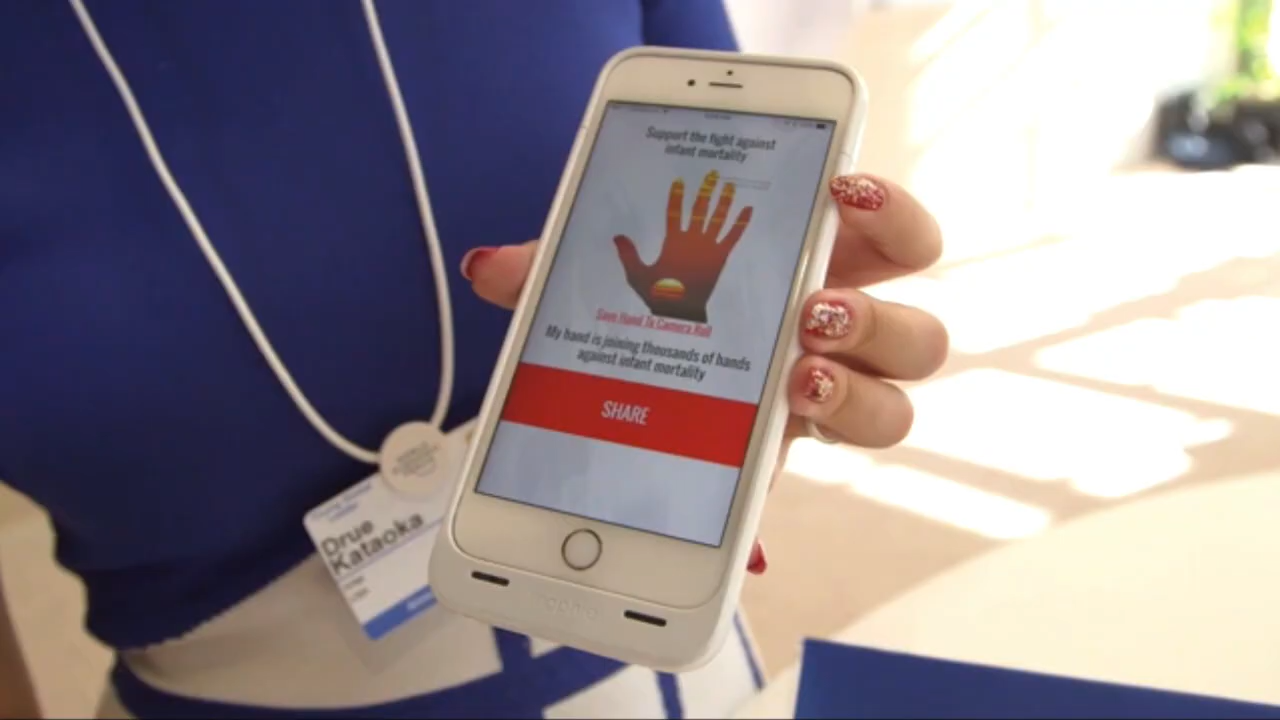 Support the fight against
infant mortality
Save Hand To Camera Roll
My hand is joining thousands of hands
against infant mortality
SHARE
Drue
Kataoka
mophie